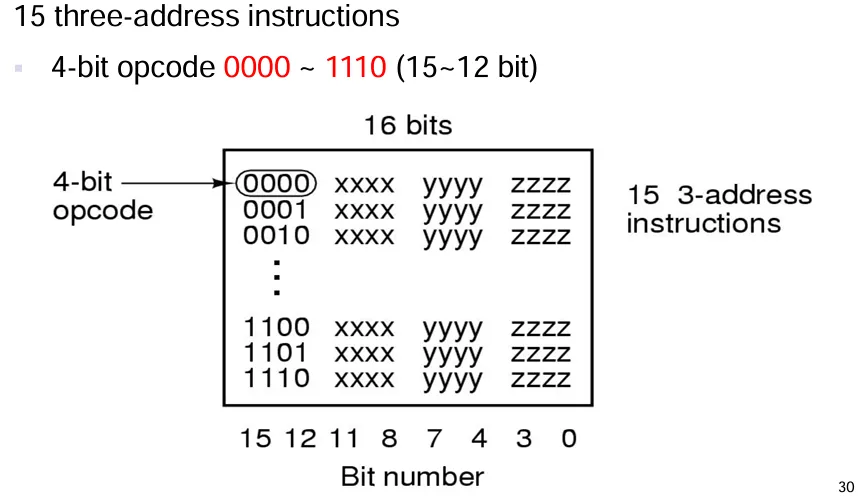 15 three-address instructions
▪ 4-bit opcode 0000 ~ 1110 (15~12 bit)
16 bits
4-bit
opcode
0000 xxxx yyyy zzzz
0001 xxxx yyyy zzzz
0010 xxxx yyyy zzzz
⋮
1100 xxxx yyyy zzzz
1101 xxxx yyyy zzzz
1110 xxxx yyyy zzzz
15 3-address
instructions
15 12 11 8 7 4 3 0
Bit number
30